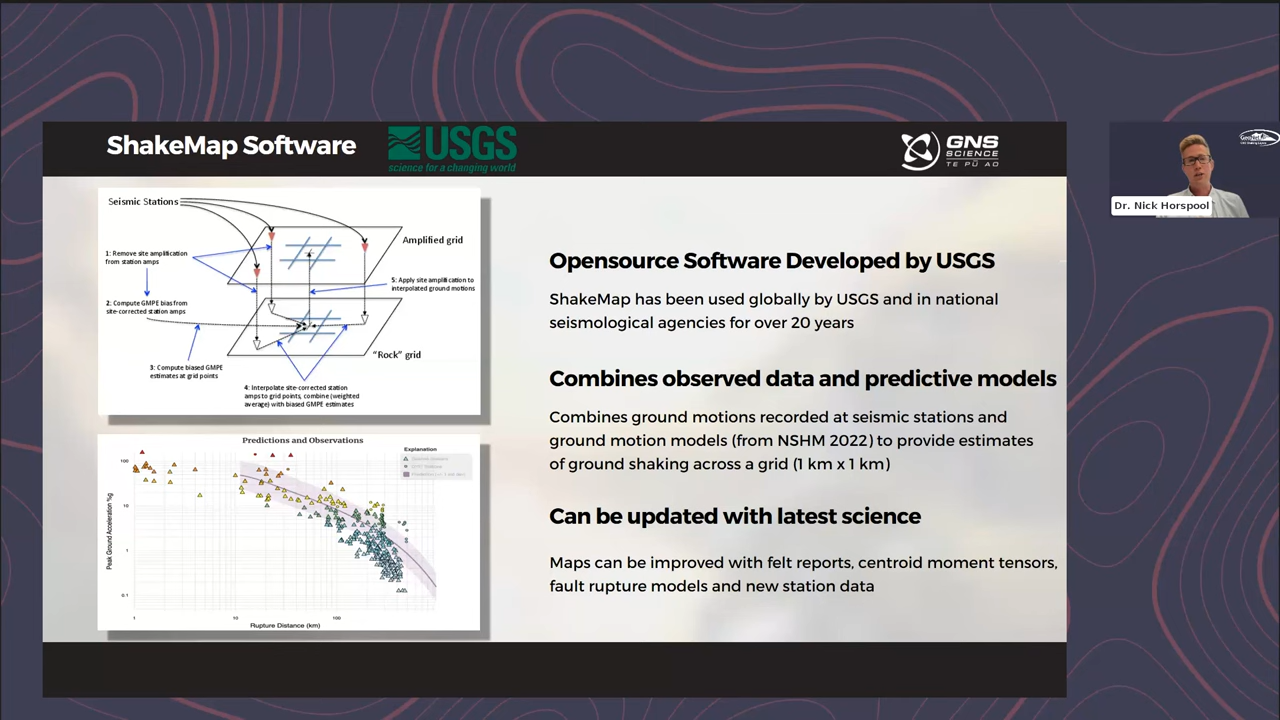 ShakeMap Software
USGS
science for a changing world
GNS
SCIENCE
TE PŪ AO
Dr. Nick Horspool
Seismic Stations
Amplified grid
1: Remove site amplification
from station amps
5: Apply site amplification to
interpolated ground motions
2: Compute GMPE bias from
site-corrected station amps
"Rock" grid
3: Compute biased GMPE
estimates at grid points
4: Interpolate site-corrected station
amps to grid points, combine (weighted
average) with biased GMPE estimates
Predictions and Observations
Explanation
Peak Ground Acceleration %g
100
10
1
0.1
1
10
100
Rupture Distance (km)
Opensource Software Developed by USGS
ShakeMap has been used globally by USGS and in national
seismological agencies for over 20 years
Combines observed data and predictive models
Combines ground motions recorded at seismic stations and
ground motion models (from NSHM 2022) to provide estimates
of ground shaking across a grid (1 km x 1 km)
Can be updated with latest science
Maps can be improved with felt reports, centroid moment tensors,
fault rupture models and new station data